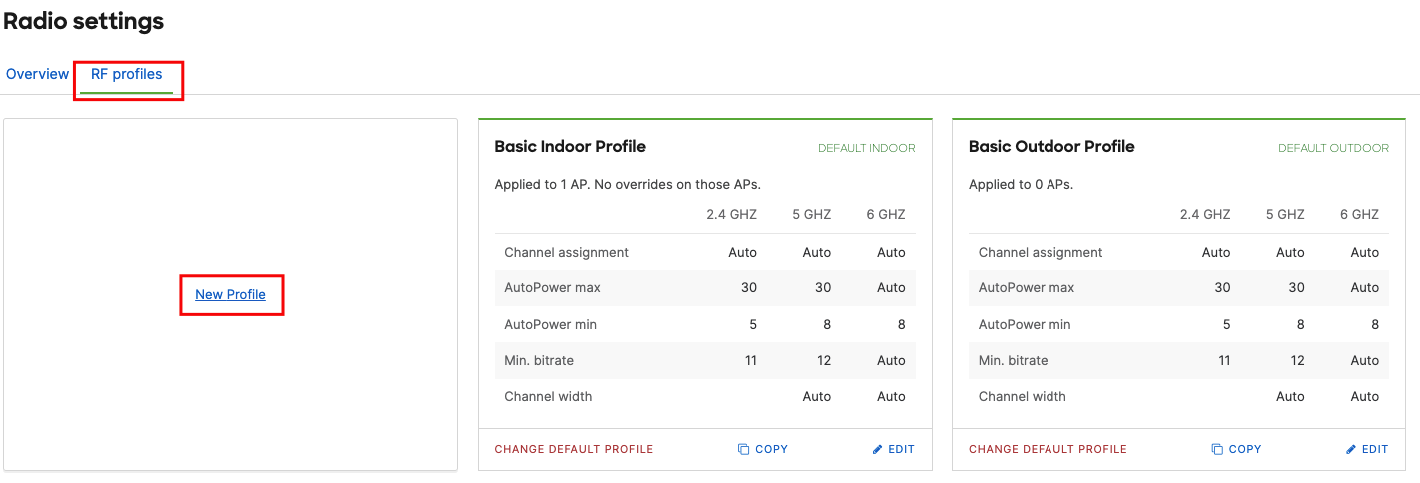 Radio settings
Overview RF profiles
New Profile
Basic Indoor Profile DEFAULT INDOOR
Applied to 1 AP. No overrides on those APs.
2.4 GHZ 5 GHZ 6 GHZ
Channel assignment Auto Auto Auto
AutoPower max 30 30 Auto
AutoPower min 5 8 8
Min. bitrate 11 12 Auto
Channel width Auto Auto
CHANGE DEFAULT PROFILE COPY EDIT
Basic Outdoor Profile DEFAULT OUTDOOR
Applied to 0 APs.
2.4 GHZ 5 GHZ 6 GHZ
Channel assignment Auto Auto Auto
AutoPower max 30 30 Auto
AutoPower min 5 8 8
Min. bitrate 11 12 Auto
Channel width Auto Auto
CHANGE DEFAULT PROFILE COPY EDIT